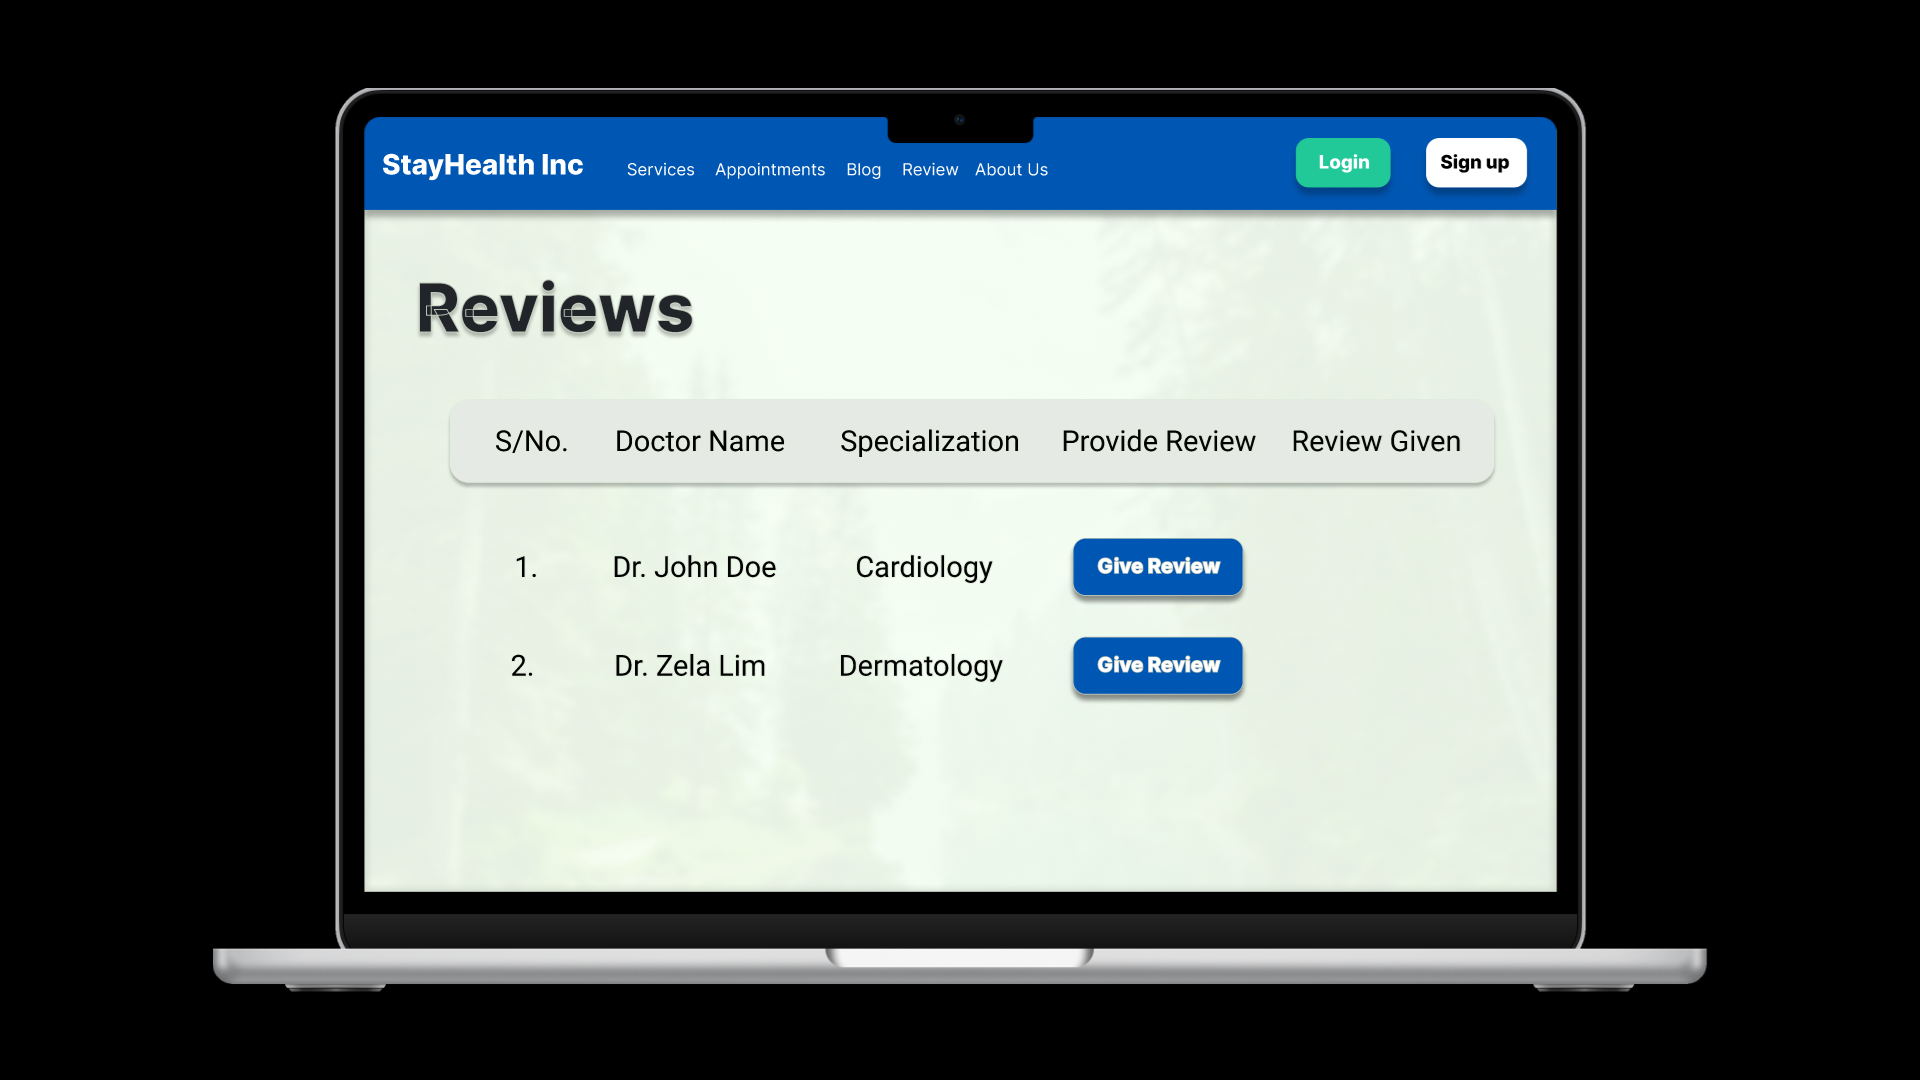 StayHealth Inc Services Appointments Blog Review About Us Login Sign up
Reviews
S/No. Doctor Name Specialization Provide Review Review Given
1. Dr. John Doe Cardiology Give Review
2. Dr. Zela Lim Dermatology Give Review